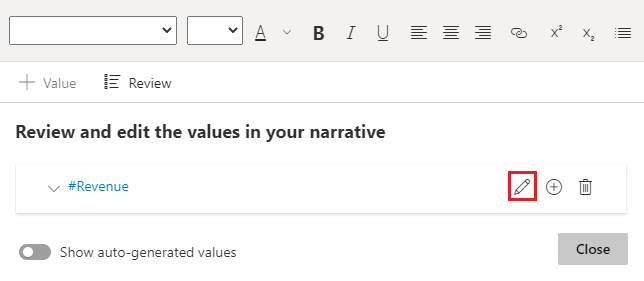 A B I U x² x₂
Value Review
Review and edit the values in your narrative
#Revenue
Show auto-generated values Close